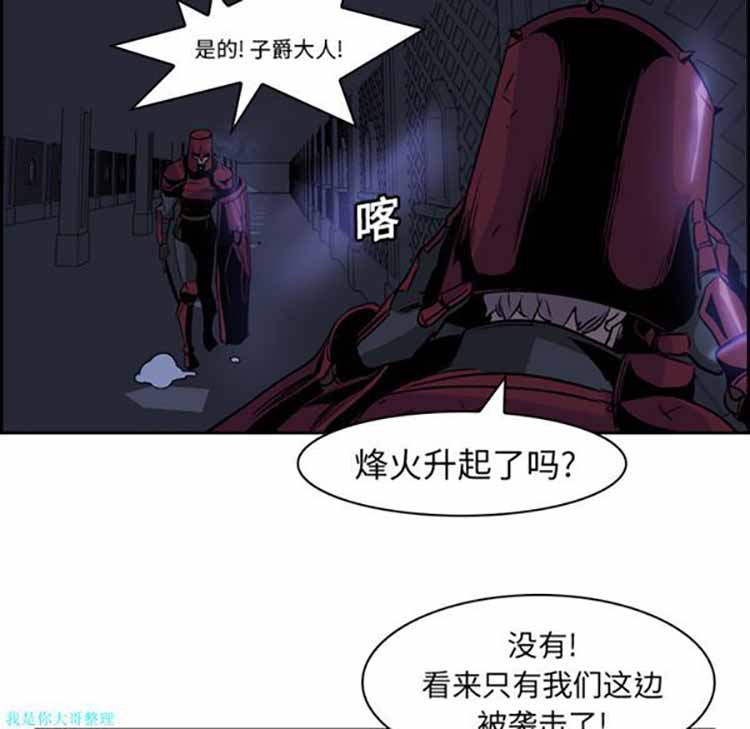 是的! 子爵大人!
喀
烽火升起了吗?
没有!
看来只有我们这边
被袭击了!
我是你大哥整理